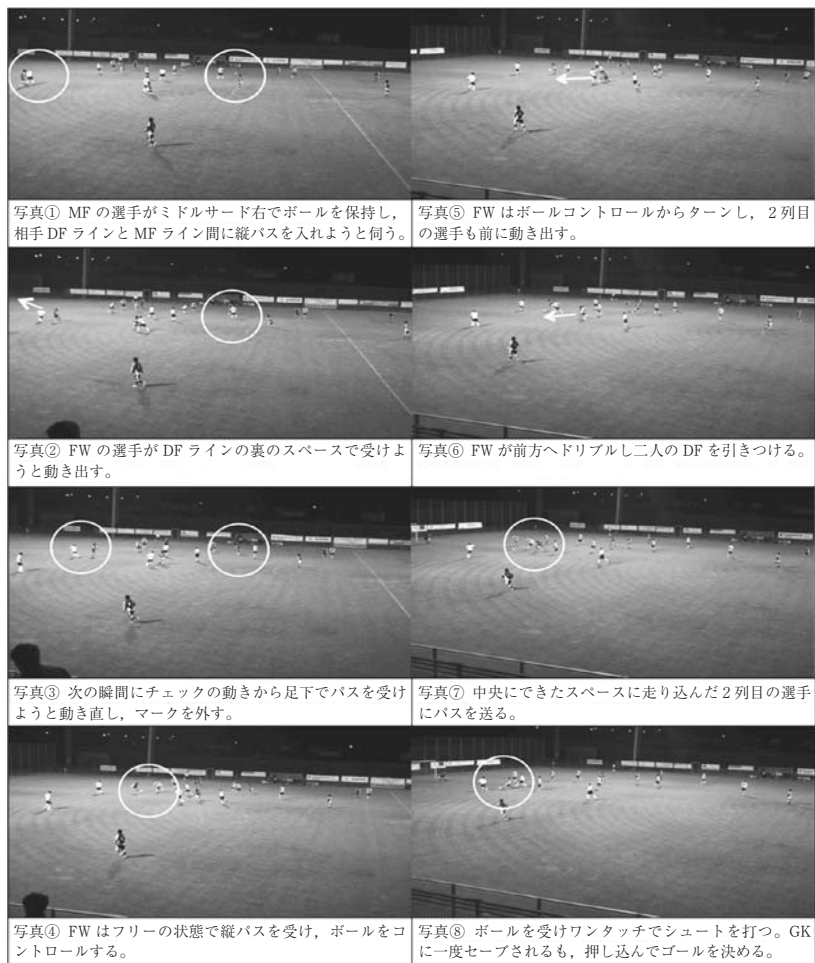 写真① MF の選手がミドルサード右でボールを保持し,
相手 DF ラインと MF ライン間に縦パスを入れようと伺う。
写真② FW の選手が DF ラインの裏のスペースで受けよ
うと動き出す。
写真③ 次の瞬間にチェックの動きから足下でパスを受け
ようと動き直し,マークを外す。
写真④ FW はフリーの状態で縦パスを受け,ボールをコ
ントロールする。
写真⑤ FW はボールコントロールからターンし,2列目
の選手も前に動き出す。
写真⑥ FW が前方へドリブルし二人の DF を引きつける。
写真⑦ 中央にできたスペースに走り込んだ2列目の選手
にパスを送る。
写真⑧ ボールを受けワンタッチでシュートを打つ。GK
に一度セーブされるも,押し込んでゴールを決める。